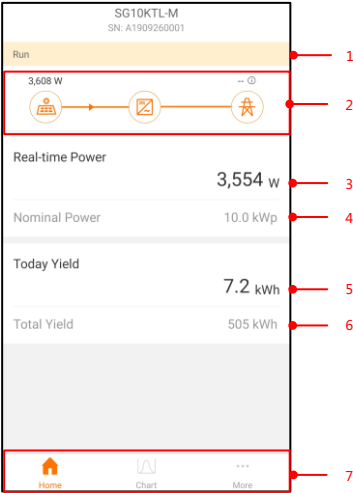 SG10KTL-M
SN: A1909260001
Run 1
3,608 W -- ⓘ
2
Real-time Power
3,554 W 3
Nominal Power 10.0 kWp 4
Today Yield
7.2 kWh 5
Total Yield 505 kWh 6
Home Chart More 7